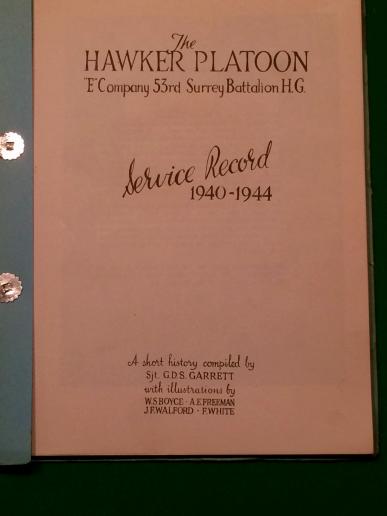 The
HAWKER PLATOON
"E" Company 53rd Surrey Battalion H.G.
Service Record
1940-1944
A short history compiled by
Sjt. G.D.S. GARRETT
with illustrations by
W.S BOYCE · A.E FREEMAN
J.F. WALFORD · F. WHITE